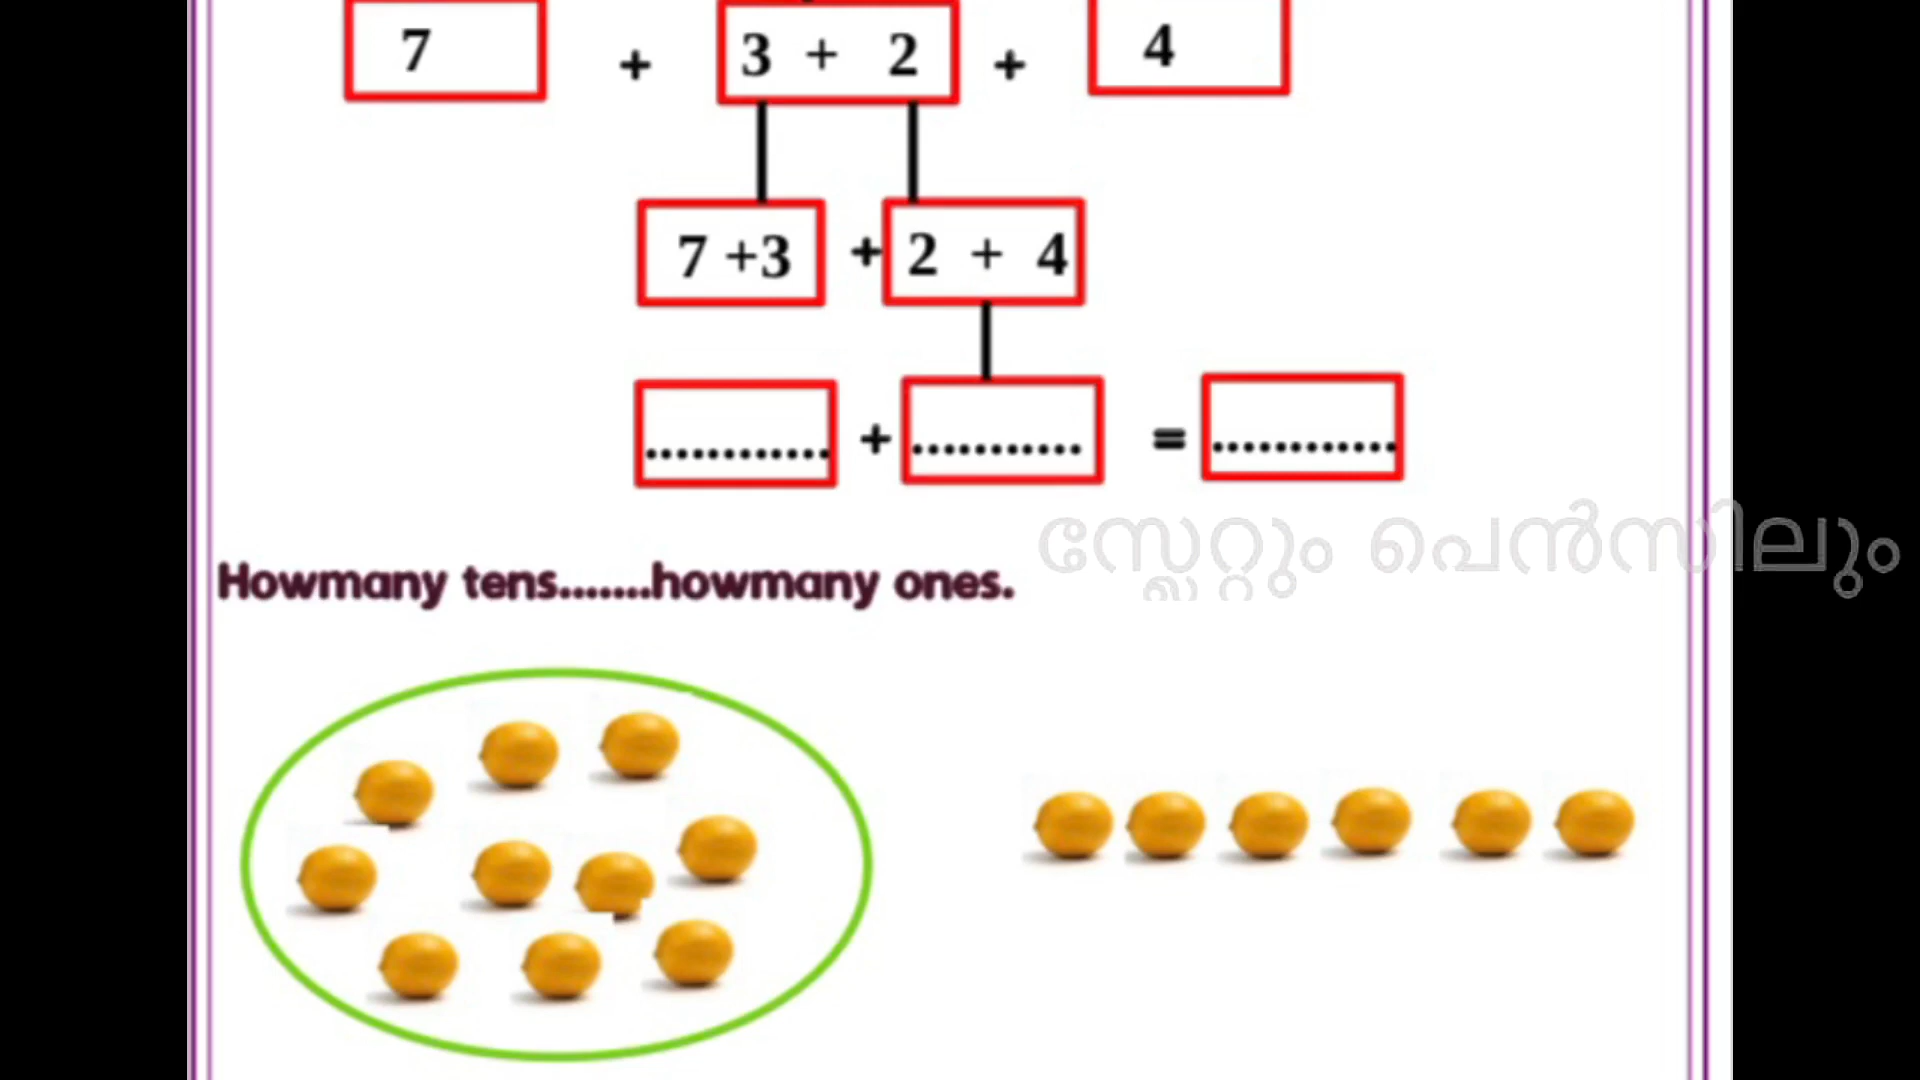 7 + 3 + 2 + 4
7 +3 + 2 + 4
............ + ........... = ............
സ്ലേറ്റും പെൻസിലും
Howmany tens.......howmany ones.